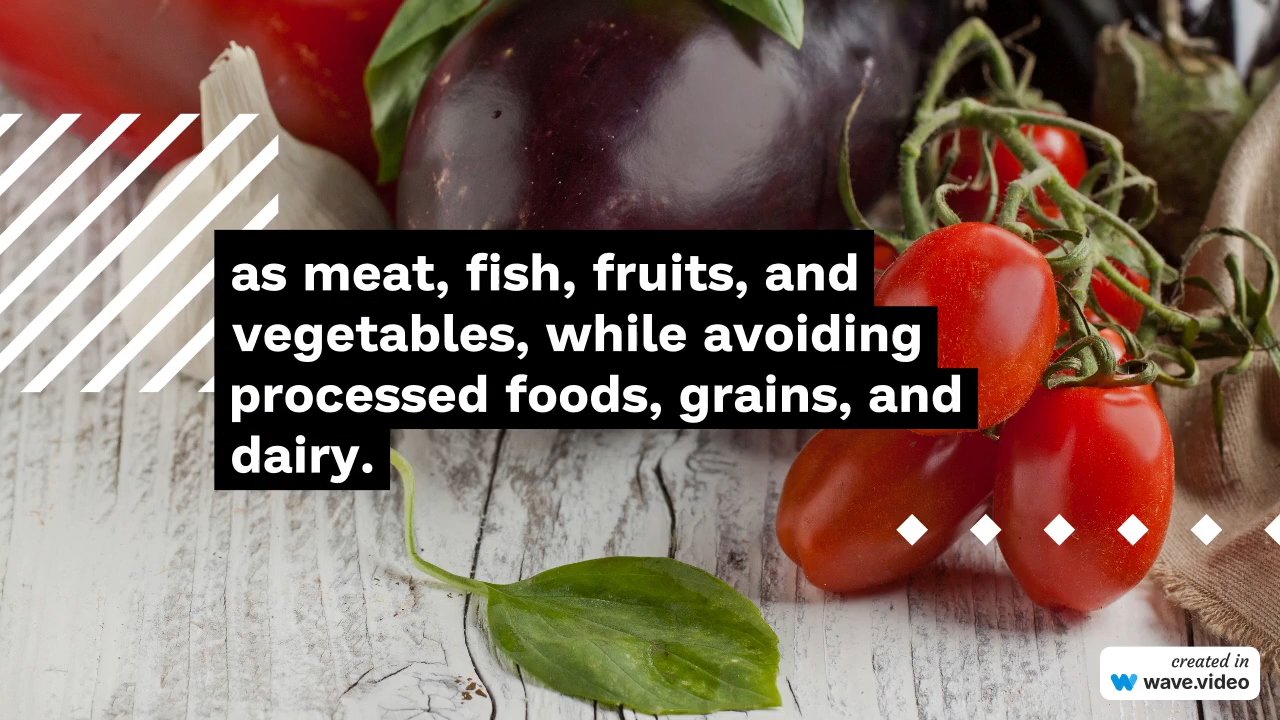 as meat, fish, fruits, and
vegetables, while avoiding
processed foods, grains, and
dairy.
created in
wave.video